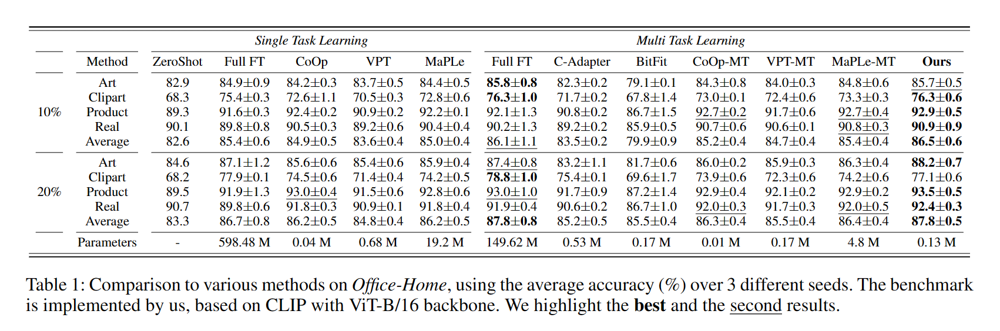 Single Task Learning Multi Task Learning
Method ZeroShot Full FT CoOp VPT MaPLe Full FT C-Adapter BitFit CoOp-MT VPT-MT MaPLe-MT Ours
Art 82.9 84.9±0.9 84.2±0.3 83.7±0.5 84.4±0.5 85.8±0.8 82.3±0.2 79.1±0.1 84.3±0.8 84.0±0.3 84.8±0.6 85.7±0.5
Clipart 68.3 75.4±0.3 72.6±1.1 70.5±0.3 72.8±0.6 76.3±1.0 71.7±0.2 67.8±1.4 73.0±0.1 72.4±0.6 73.3±0.3 76.3±0.6
10% Product 89.3 91.6±0.3 92.4±0.2 90.9±0.2 92.2±0.1 92.1±1.3 90.8±0.2 86.7±1.5 92.7±0.2 91.7±0.6 92.7±0.4 92.9±0.5
Real 90.1 89.8±0.8 90.5±0.3 89.2±0.6 90.4±0.4 90.2±1.3 89.2±0.2 85.9±0.5 90.7±0.6 90.6±0.1 90.8±0.3 90.9±0.9
Average 82.6 85.4±0.6 84.9±0.5 83.6±0.4 85.0±0.4 86.1±1.1 83.5±0.2 79.9±0.9 85.2±0.4 84.7±0.4 85.4±0.4 86.5±0.6
Art 84.6 87.1±1.2 85.6±0.6 85.4±0.6 85.9±0.4 87.4±0.8 83.2±1.1 81.7±0.6 86.0±0.2 85.9±0.3 86.3±0.4 88.2±0.7
Clipart 68.2 77.9±0.1 74.5±0.6 71.4±0.4 74.2±0.5 78.8±1.0 75.4±0.1 69.6±1.7 73.9±0.6 72.3±0.6 74.2±0.6 77.1±0.6
20% Product 89.5 91.9±1.3 93.0±0.4 91.5±0.6 92.8±0.6 93.0±1.0 91.7±0.9 87.2±1.4 92.9±0.4 92.1±0.2 92.9±0.2 93.5±0.5
Real 90.7 89.8±0.6 91.8±0.3 90.9±0.1 91.8±0.4 91.9±0.4 90.6±0.2 86.7±1.0 92.0±0.3 91.7±0.3 92.0±0.5 92.4±0.3
Average 83.3 86.7±0.8 86.2±0.5 84.8±0.4 86.2±0.5 87.8±0.8 85.2±0.5 85.5±0.4 86.3±0.4 85.5±0.4 86.4±0.4 87.8±0.5
Parameters - 598.48 M 0.04 M 0.68 M 19.2 M 149.62 M 0.53 M 0.17 M 0.01 M 0.17 M 4.8 M 0.13 M
Table 1: Comparison to various methods on Office-Home, using the average accuracy (%) over 3 different seeds. The benchmark
is implemented by us, based on CLIP with ViT-B/16 backbone. We highlight the best and the second results.